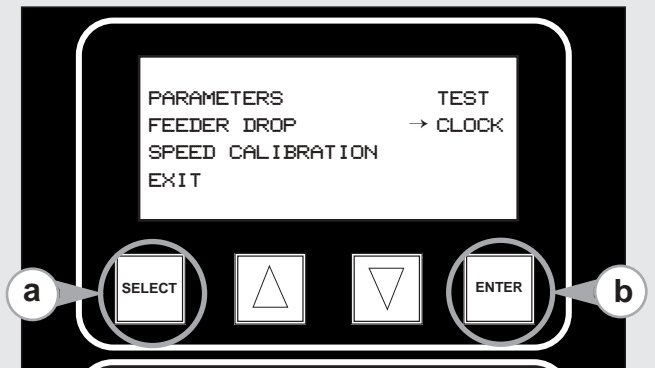 PARAMETERS TEST
FEEDER DROP → CLOCK
SPEED CALIBRATION
EXIT
a SELECT ENTER b